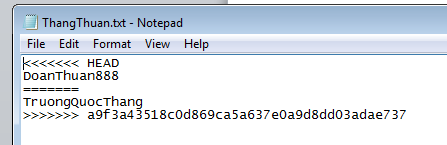 ThangThuan.txt - Notepad
File Edit Format View Help
<<<<<<< HEAD
DoanThuan888
=======
TruongQuocThang
>>>>>>> a9f3a43518c0d869ca5a637e0a9d8dd03adae737